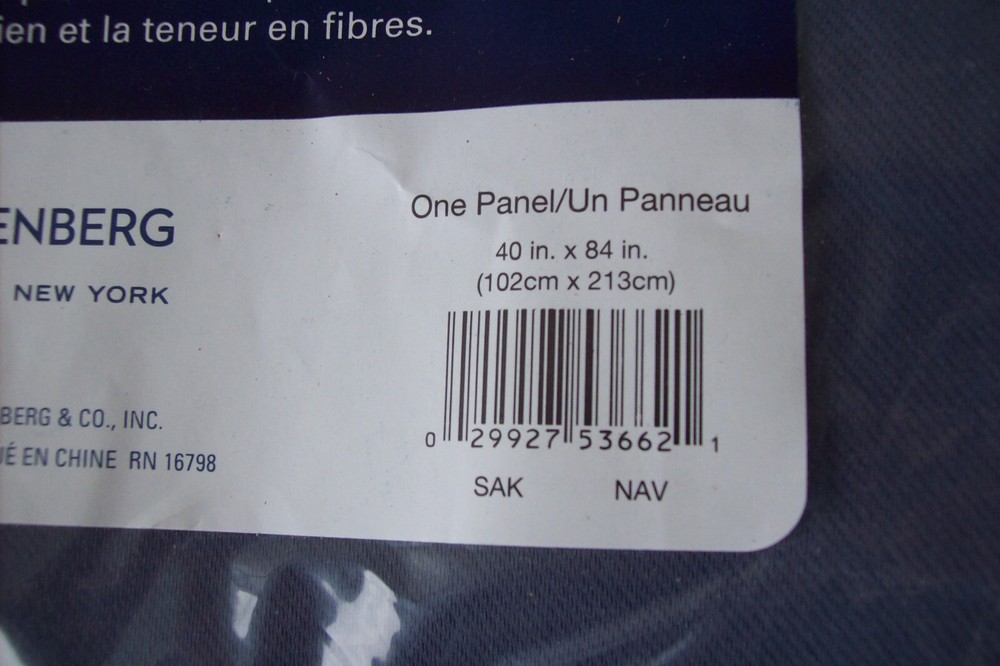 ien et la teneur en fibres.
ENBERG
NEW YORK
BERG & CO., INC.
É EN CHINE RN 16798
One Panel/Un Panneau
40 in. x 84 in.
(102cm x 213cm)
0 29927 53662 1
SAK NAV